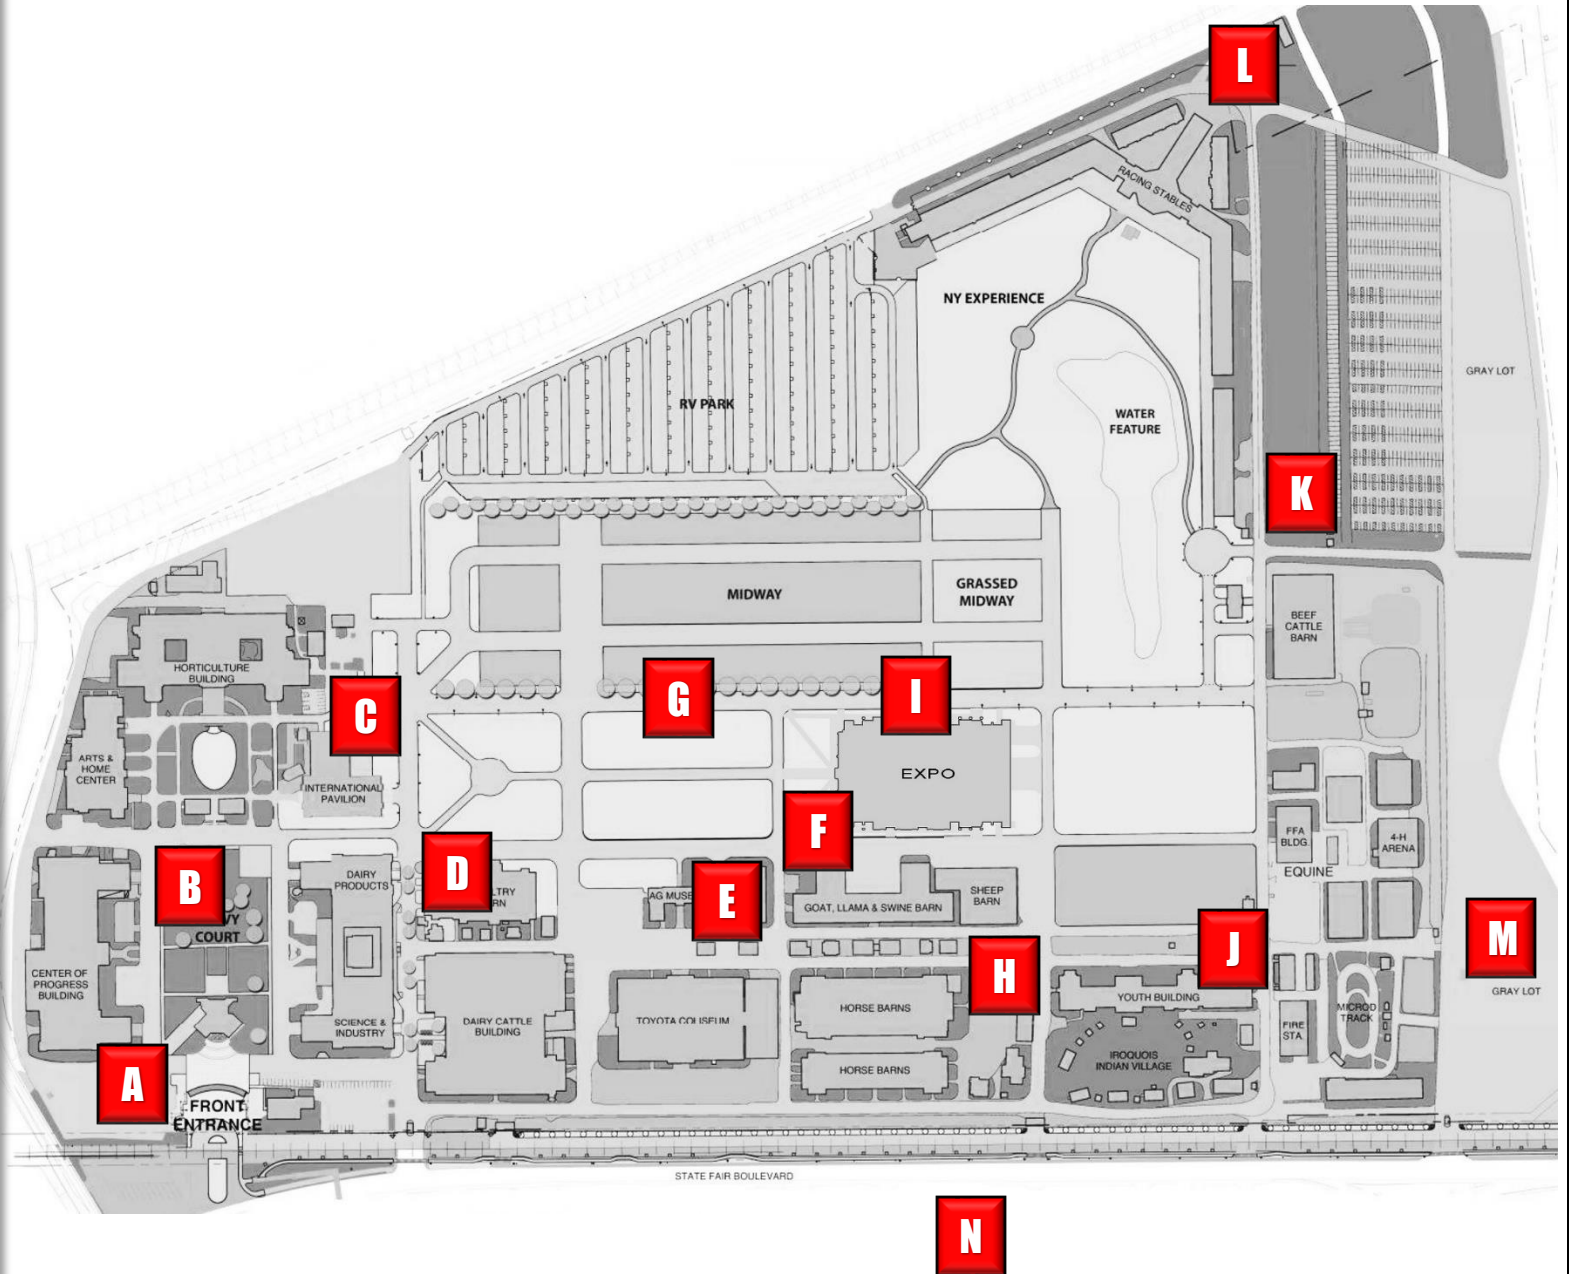 L
RACING STABLES
NY EXPERIENCE
GRAY LOT
RV PARK
WATER
FEATURE
K
MIDWAY
GRASSED
MIDWAY
BEEF
CATTLE
BARN
HORTICULTURE
BUILDING
C
G
I
ARTS &
HOME
CENTER
INTERNATIONAL
PAVILION
EXPO
F
FFA
BLDG.
4-H
ARENA
EQUINE
B
COURT
DAIRY
PRODUCTS
D
AG
E
GOAT, LLAMA & SWINE BARN
SHEEP
BARN
J
M
GRAY LOT
CENTER OF
PROGRESS
BUILDING
H
YOUTH BUILDING
SCIENCE &
INDUSTRY
DAIRY CATTLE
BUILDING
TOYOTA COLISEUM
HORSE BARNS
HORSE BARNS
IROQUOIS
INDIAN VILLAGE
FIRE
STA.
MICROD
TRACK
A
FRONT
ENTRANCE
STATE FAIR BOULEVARD
N